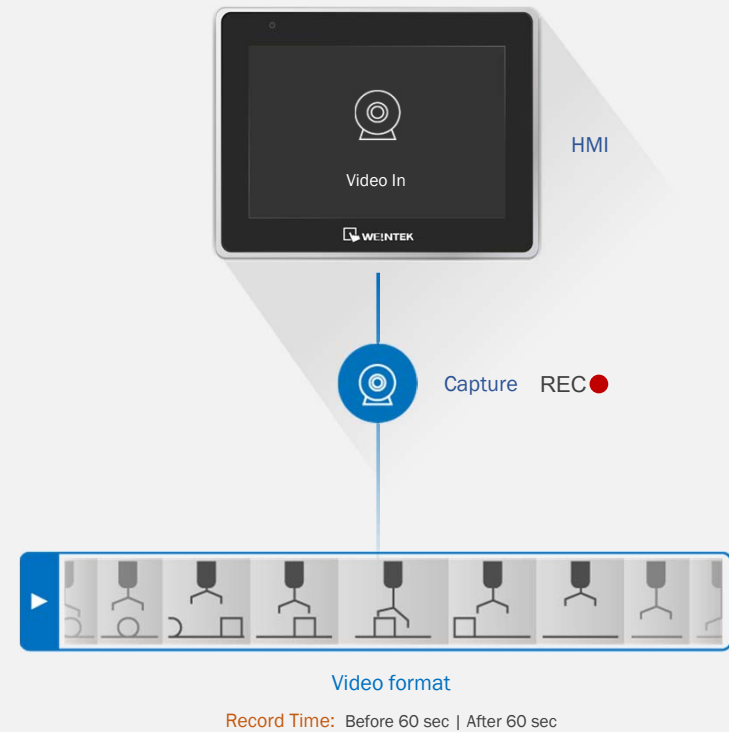 HMI
Video In
WEINTEK
Capture REC
Video format
Record Time: Before 60 sec | After 60 sec